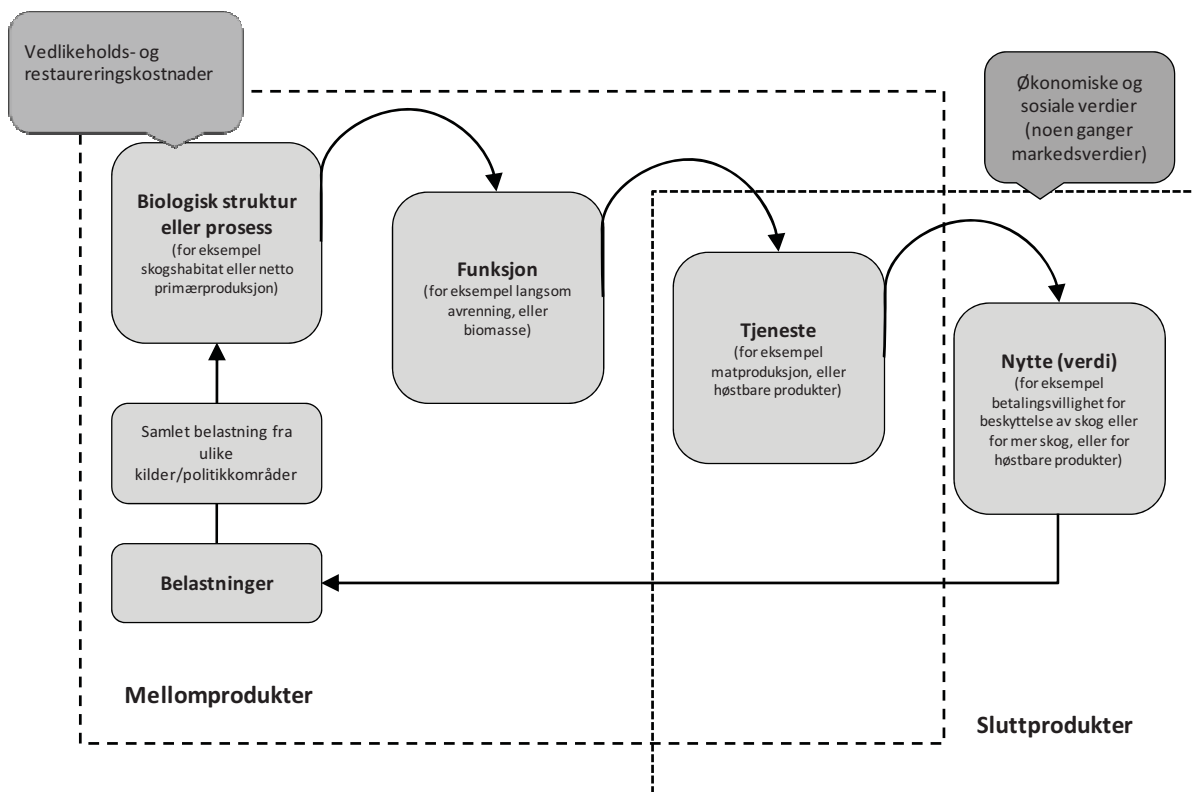 Vedlikeholds- og
restaureringskostnader
Økonomiske og
sosiale verdier
(noen ganger
markedsverdier)
Biologisk struktur
eller prosess
(for eksempel
skogshabitat eller netto
primærproduksjon)
Funksjon
(for eksempel langsom
avrenning, eller
biomasse)
Tjeneste
(for eksempel
matproduksjon, eller
høstbare produkter)
Nytte (verdi)
(for eksempel
betalingsvillighet for
beskyttelse av skog eller
for mer skog, eller for
høstbare produkter)
Samlet belastning fra
ulike
kilder/politikkområder
Belastninger
Mellomprodukter
Sluttprodukter